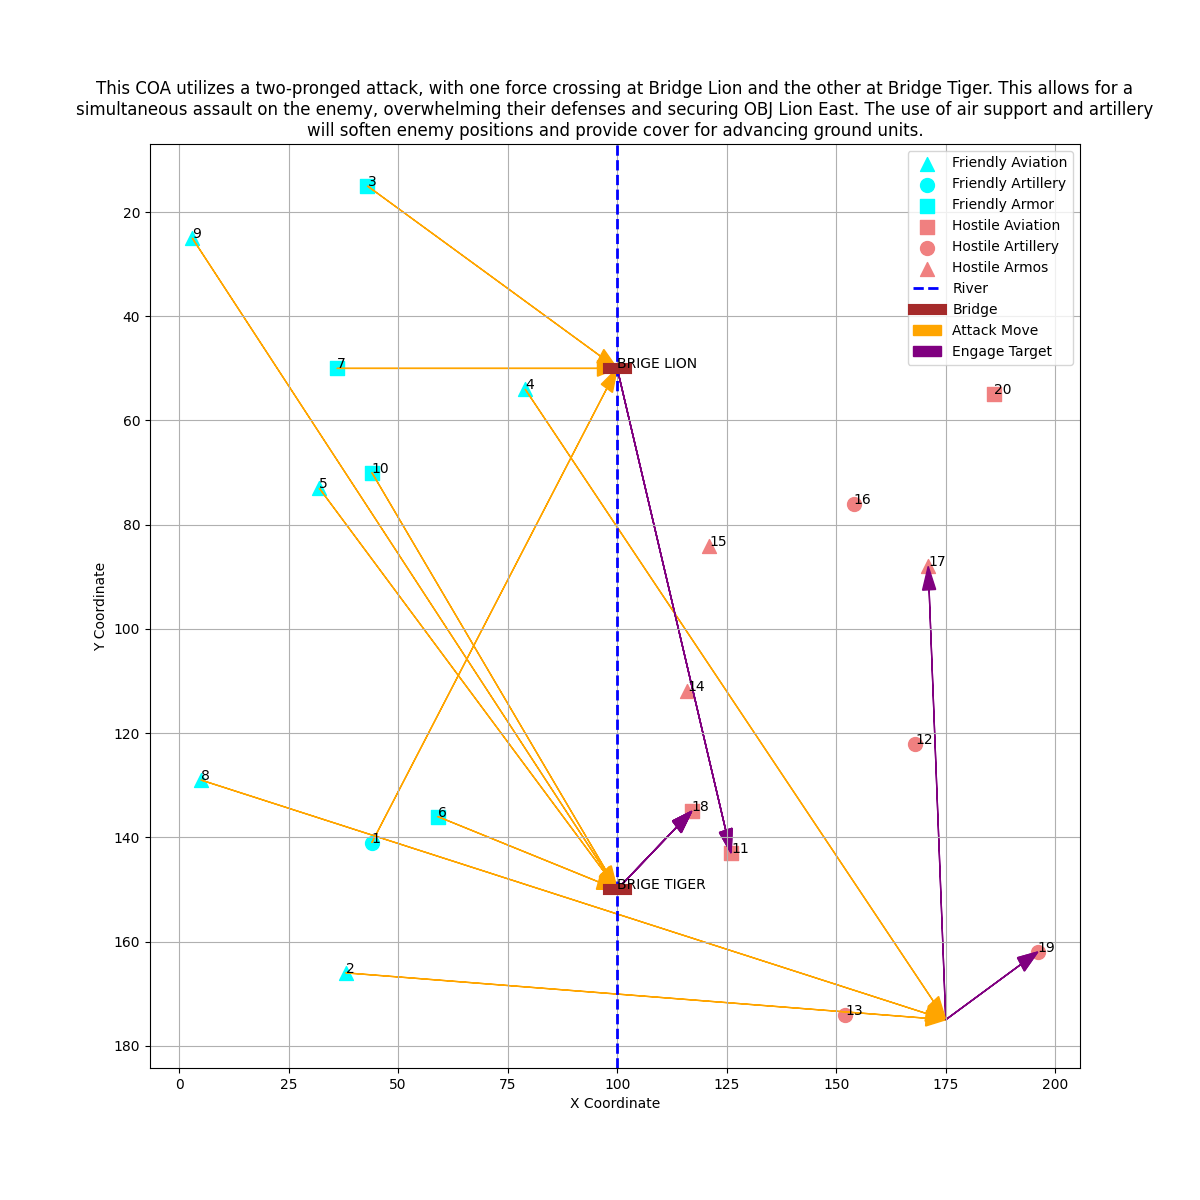 This COA utilizes a two-pronged attack, with one force crossing at Bridge Lion and the other at Bridge Tiger. This allows for a
simultaneous assault on the enemy, overwhelming their defenses and securing OBJ Lion East. The use of air support and artillery
will soften enemy positions and provide cover for advancing ground units.
Friendly Aviation
Friendly Artillery
Friendly Armor
Hostile Aviation
Hostile Artillery
Hostile Armos
River
Bridge
Attack Move
Engage Target
3
9
7
BRIGE LION
4
20
10
5
16
15
17
14
12
8
18
6
1
11
BRIGE TIGER
19
2
13
20
40
60
80
100
120
140
160
180
Y Coordinate
0
25
50
75
100
125
150
175
200
X Coordinate